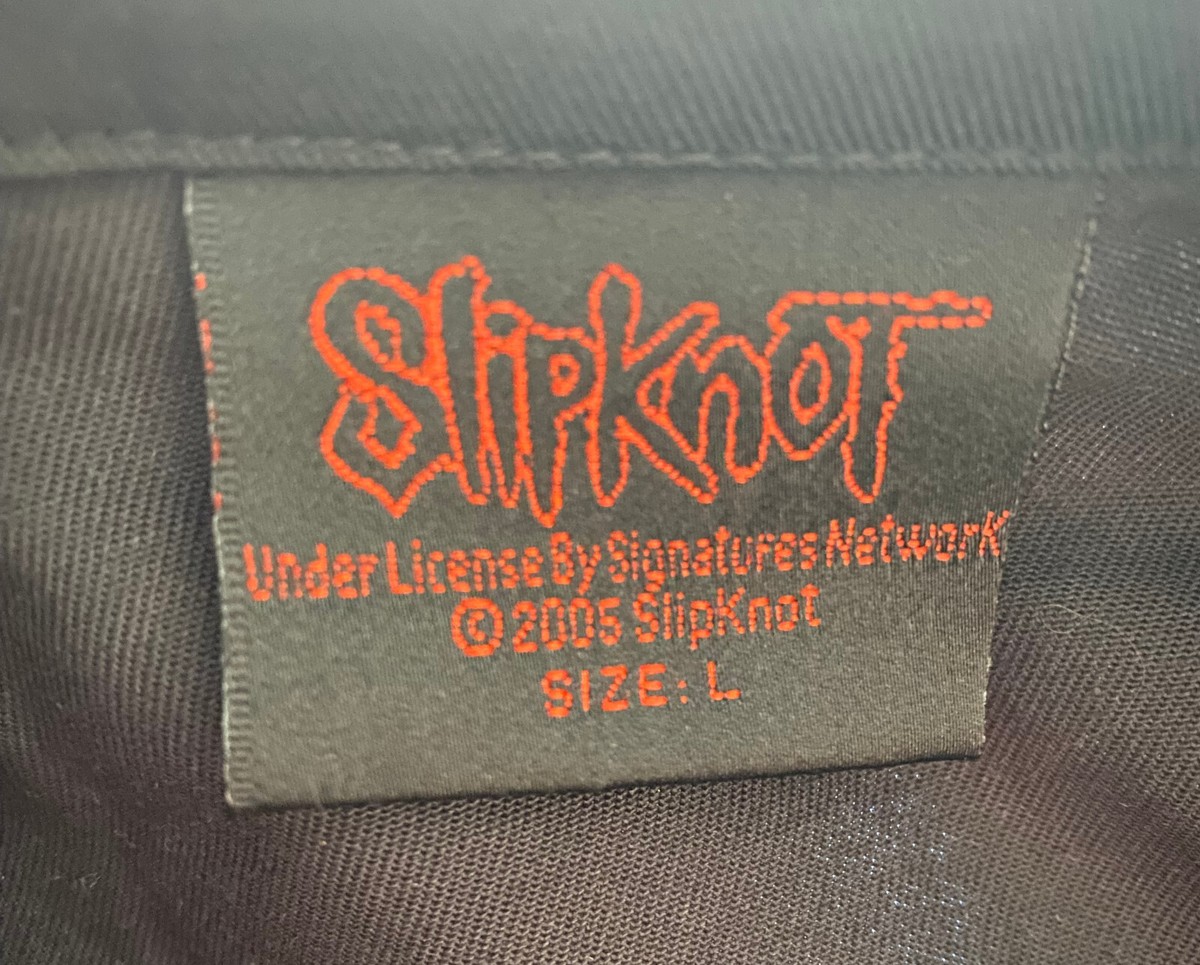 SlipKnoT
Under License By Signatures Network
©2005 SlipKnot
SIZE: L